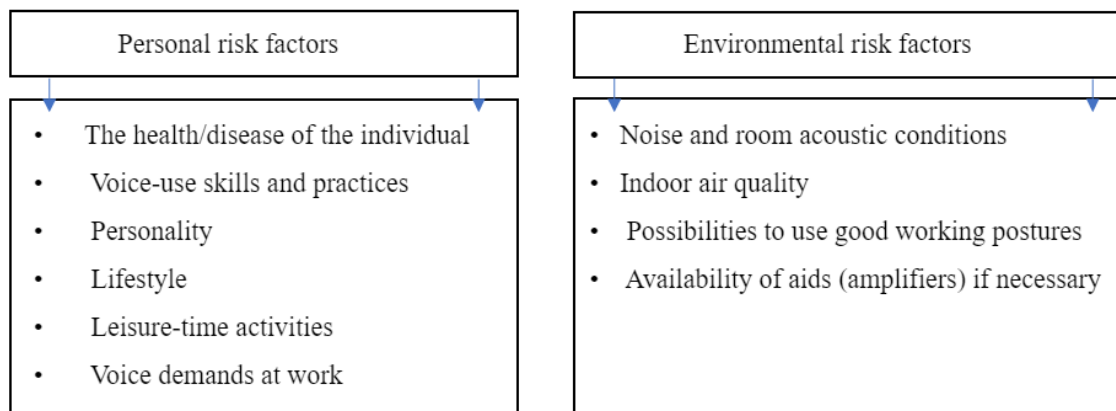 Personal risk factors
• The health/disease of the individual
• Voice-use skills and practices
• Personality
• Lifestyle
• Leisure-time activities
• Voice demands at work
Environmental risk factors
• Noise and room acoustic conditions
• Indoor air quality
• Possibilities to use good working postures
• Availability of aids (amplifiers) if necessary